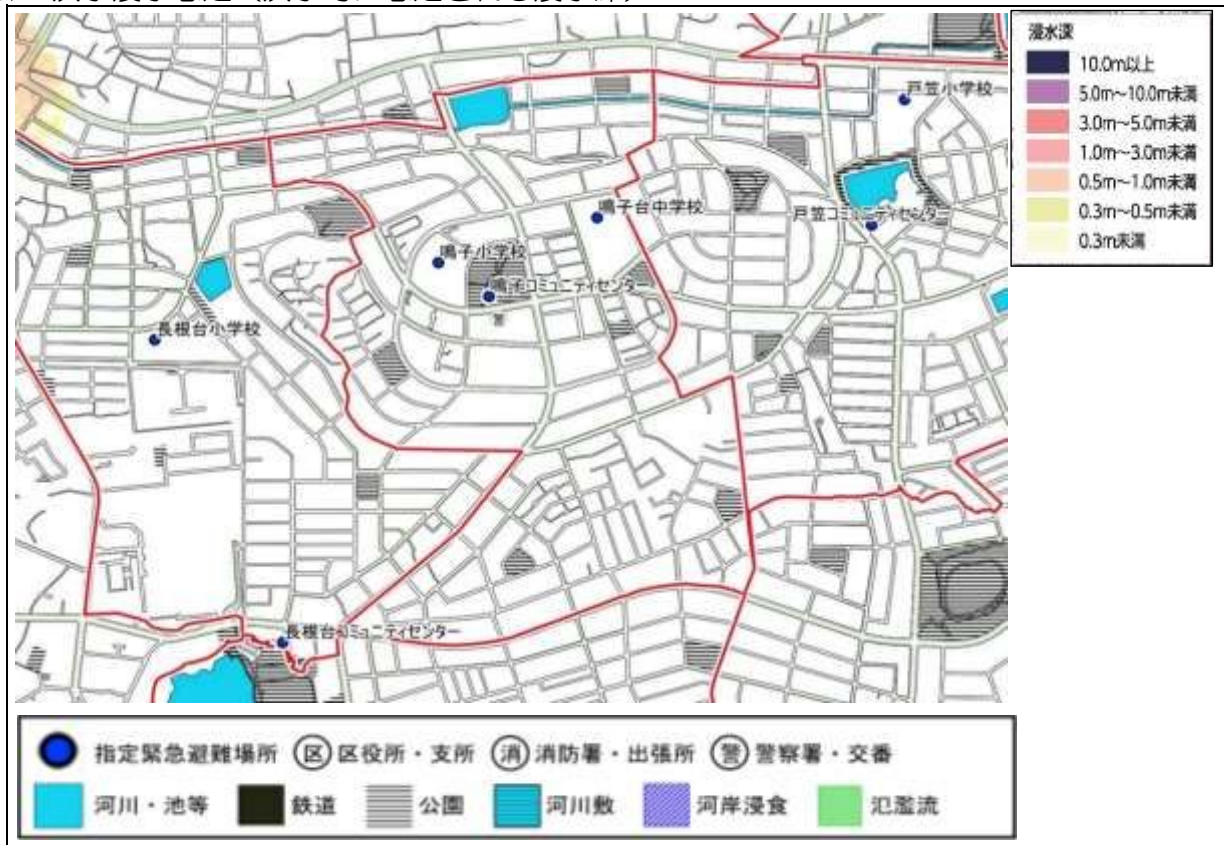 浸水深
10.0m以上
5.0m～10.0m未満
3.0m～5.0m未満
1.0m～3.0m未満
0.5m～1.0m未満
0.3m～0.5m未満
0.3m未満
戸笠小学校
鳴子台中学校
戸笠コミュニティセンター
鳴子小学校
鳴子コミュニティセンター
長根台小学校
長根台コミュニティセンター
指定緊急避難場所 区 区役所・支所 消 消防署・出張所 警 警察署・交番
河川・池等 鉄道 公園 河川敷 河岸浸食 氾濫流